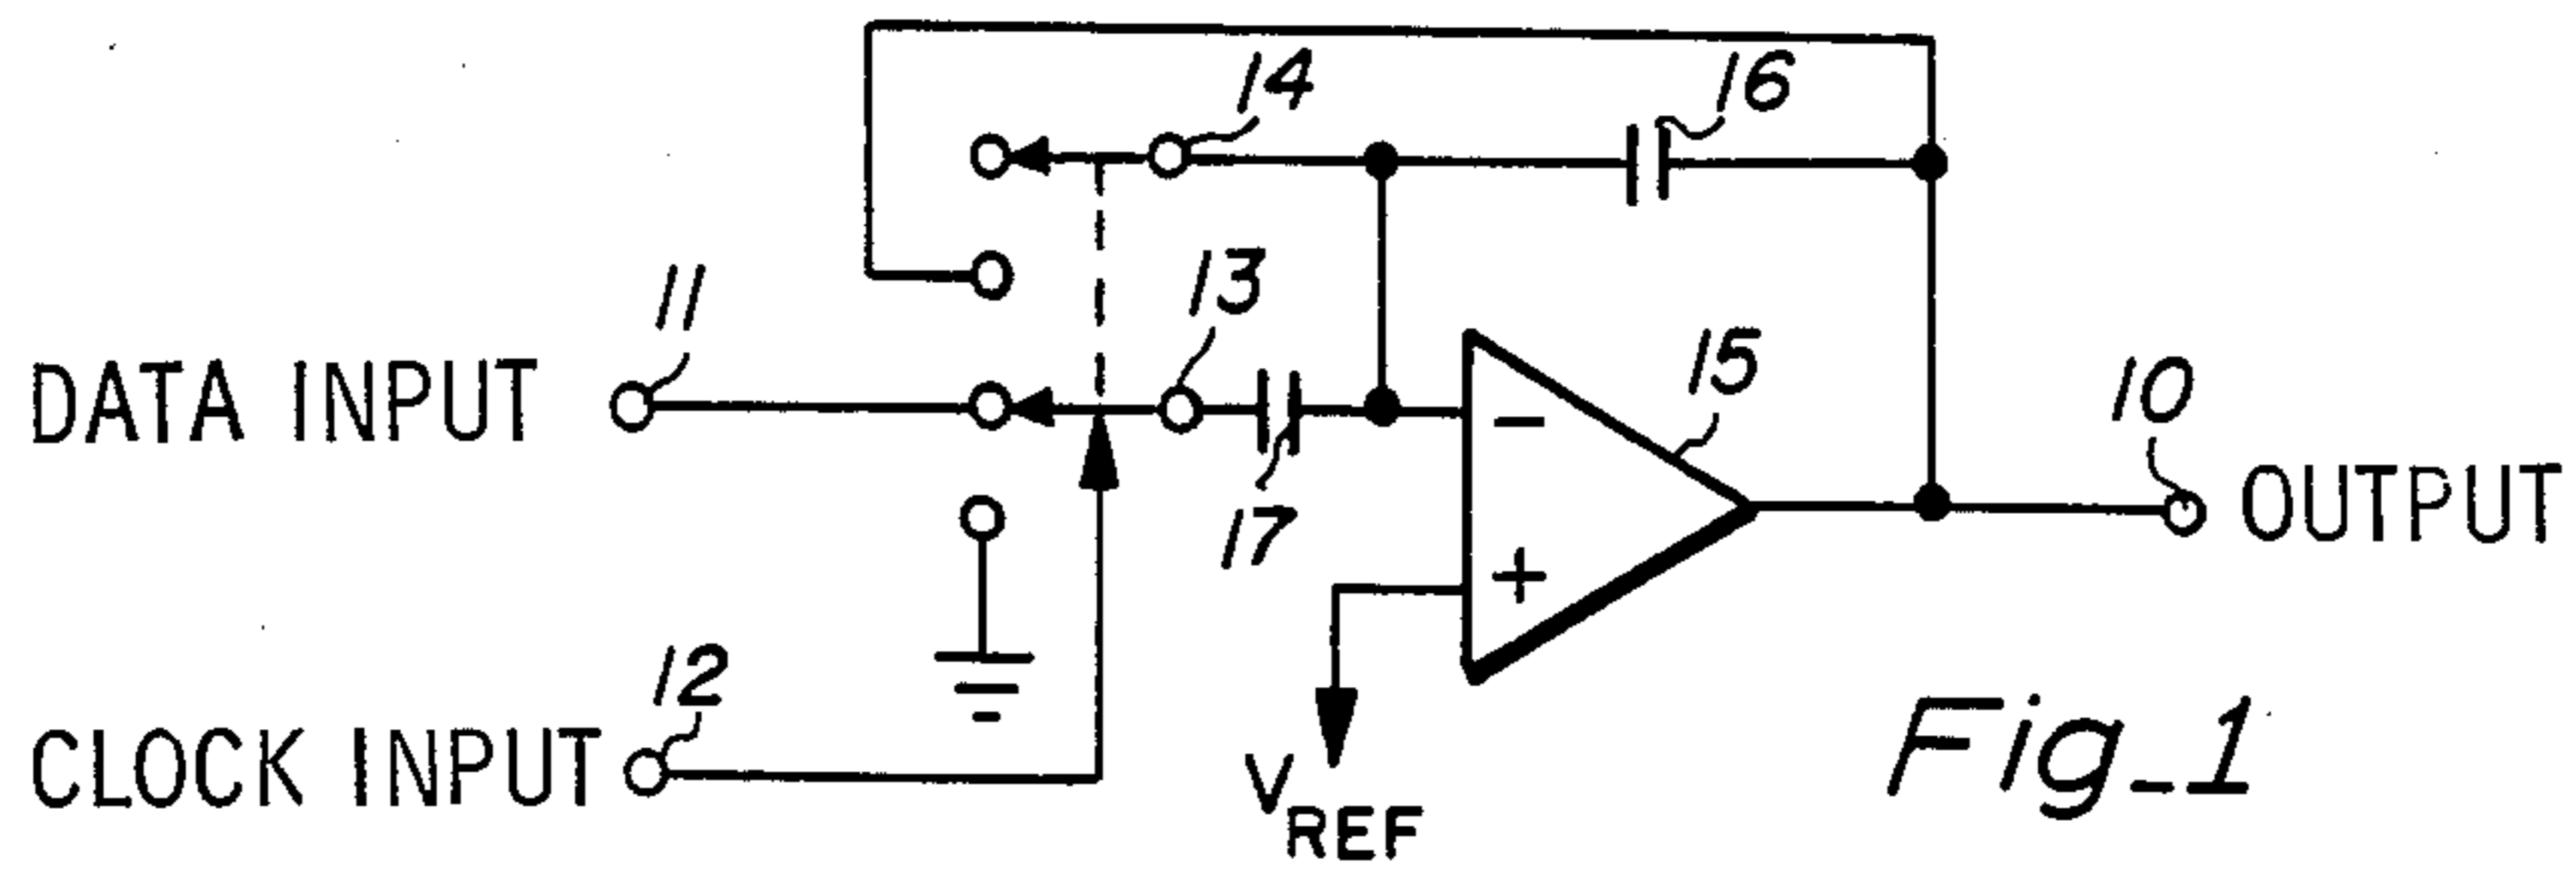 14
16
11
13
DATA INPUT
15
10
17
OUTPUT
12
CLOCK INPUT
−
+
VREF
Fig_1